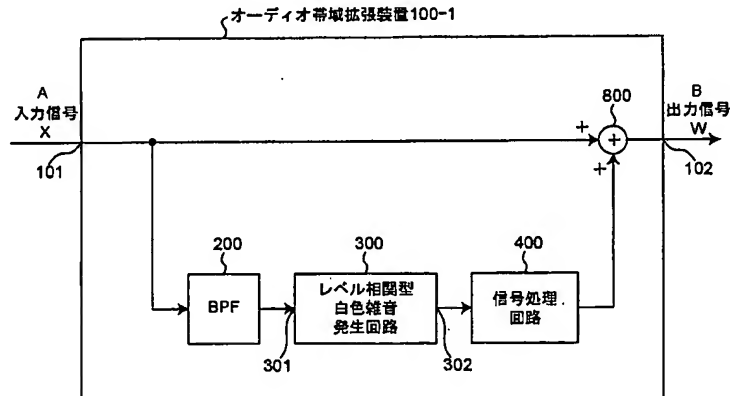 オーディオ帯域拡張装置100-1
A
入力信号
X
101
800
+
+
+
B
出力信号
W
102
200
BPF
300
レベル相関型
白色雑音
発生回路
400
信号処理
回路
301
302